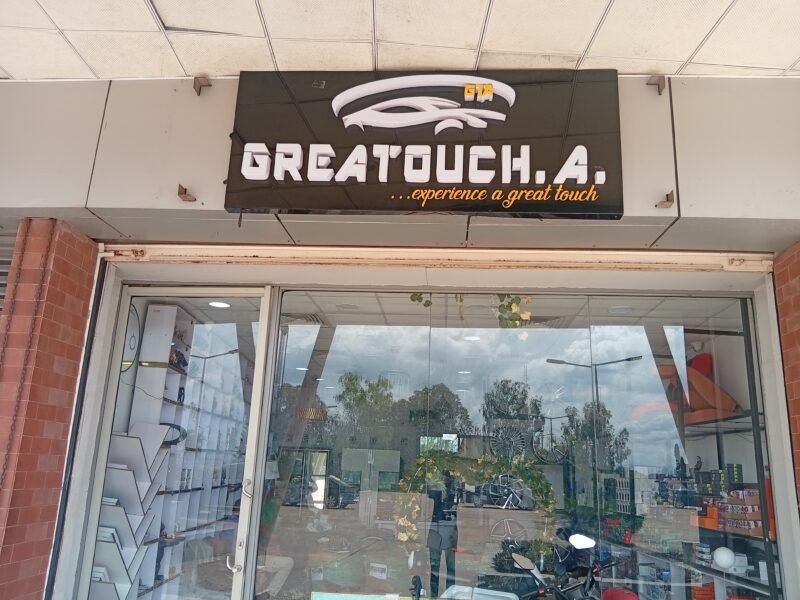 GTA
GREATOUCH.A.
...experience a great touch